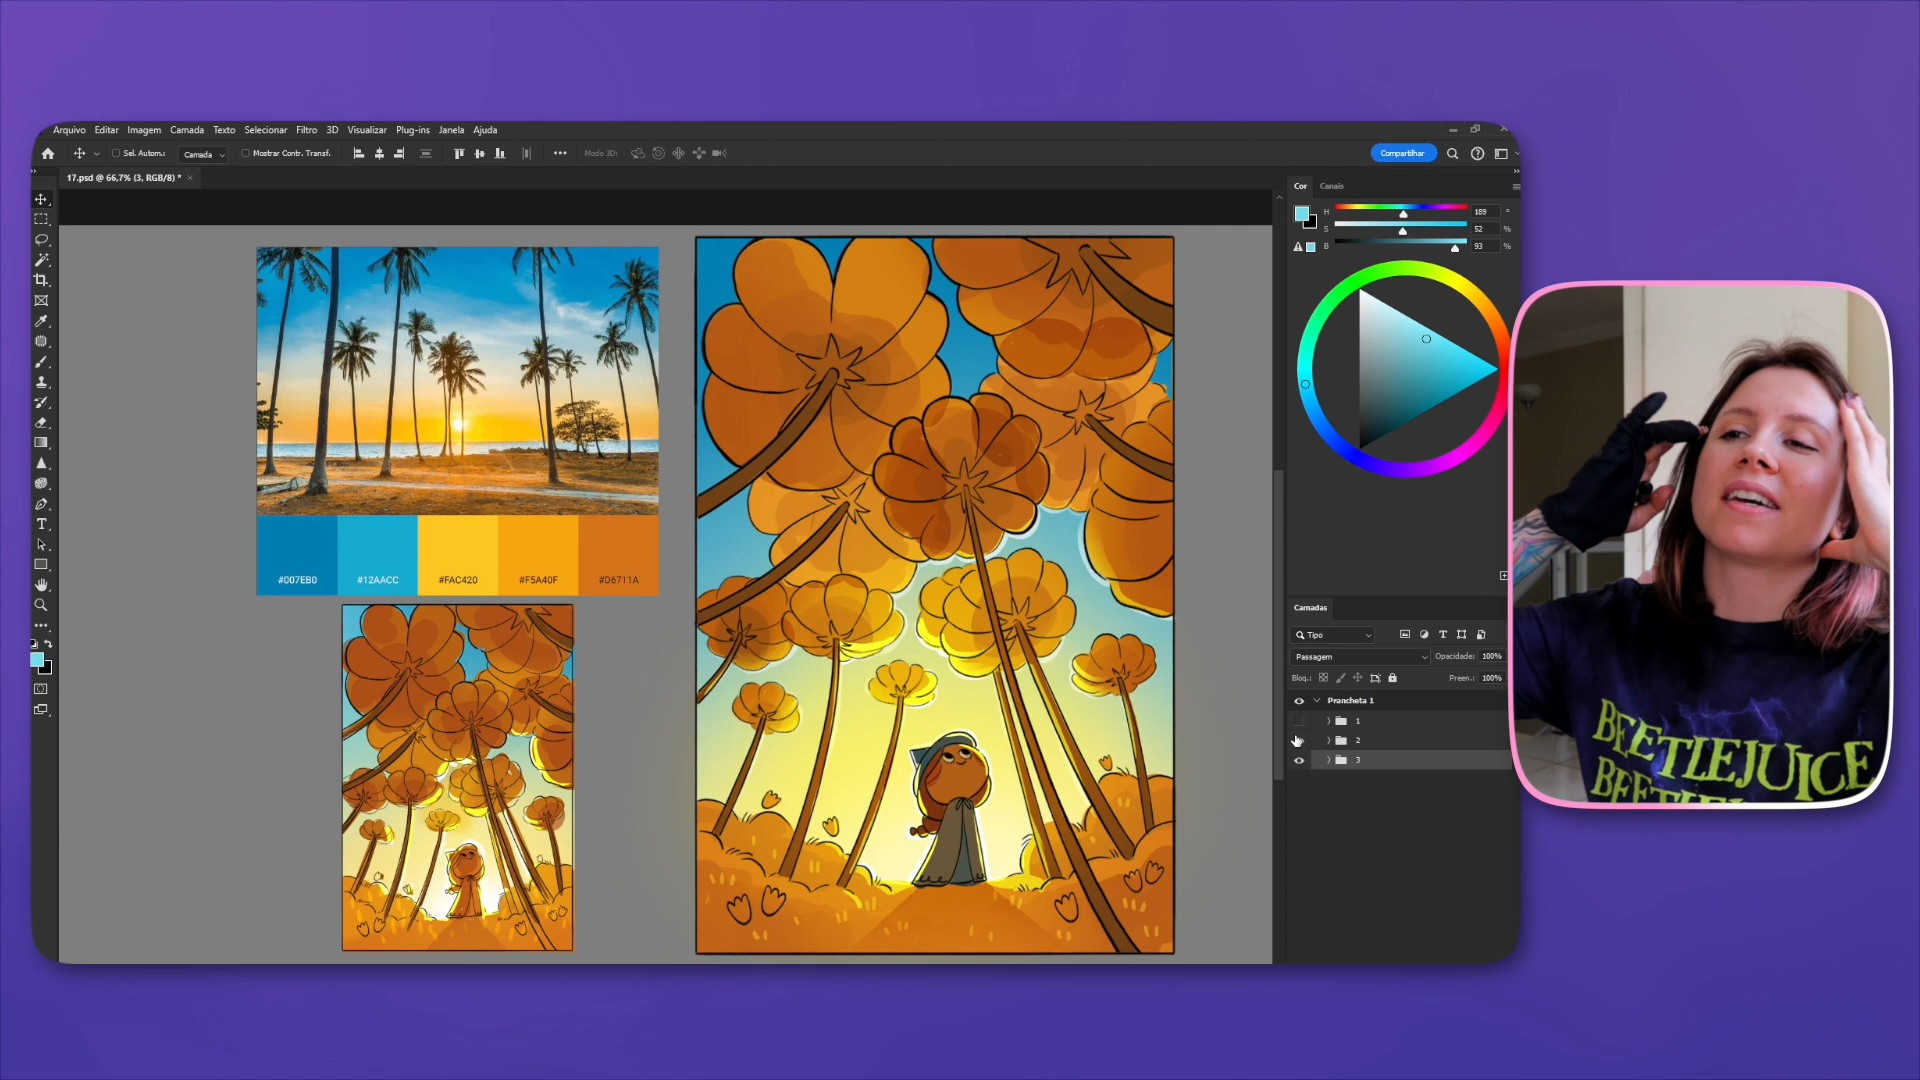 Arquivo Editar Imagem Camada Texto Selecionar Filtro 3D Visualizar Plug-ins Janela Ajuda
Sel. Autom.: Camada Mostrar Contr. Transf. Modo 3D: Compartilhar
17.psd @ 66,7% (3, RGB/8) *
Cor Canais
H 189 °
S 52 %
B 93 %
#007EB0 #12AACC #FAC420 #F5A40F #D6711A
Camadas
Tipo
Passagem Opacidade: 100%
Bloq.: Preen.: 100%
Prancheta 1
1
2
3
BEETLEJUICE